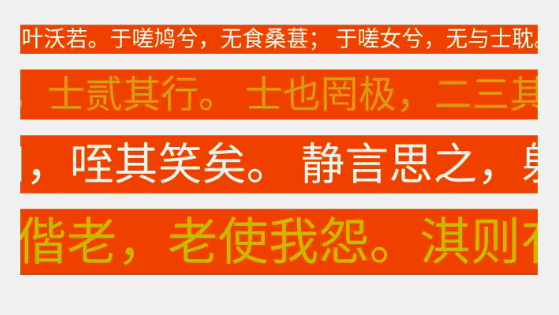 叶沃若。于嗟鸠兮，无食桑葚； 于嗟女兮，无与士耽。
，士贰其行。 士也罔极，二三其
，咥其笑矣。 静言思之，躬
偕老，老使我怨。淇则有